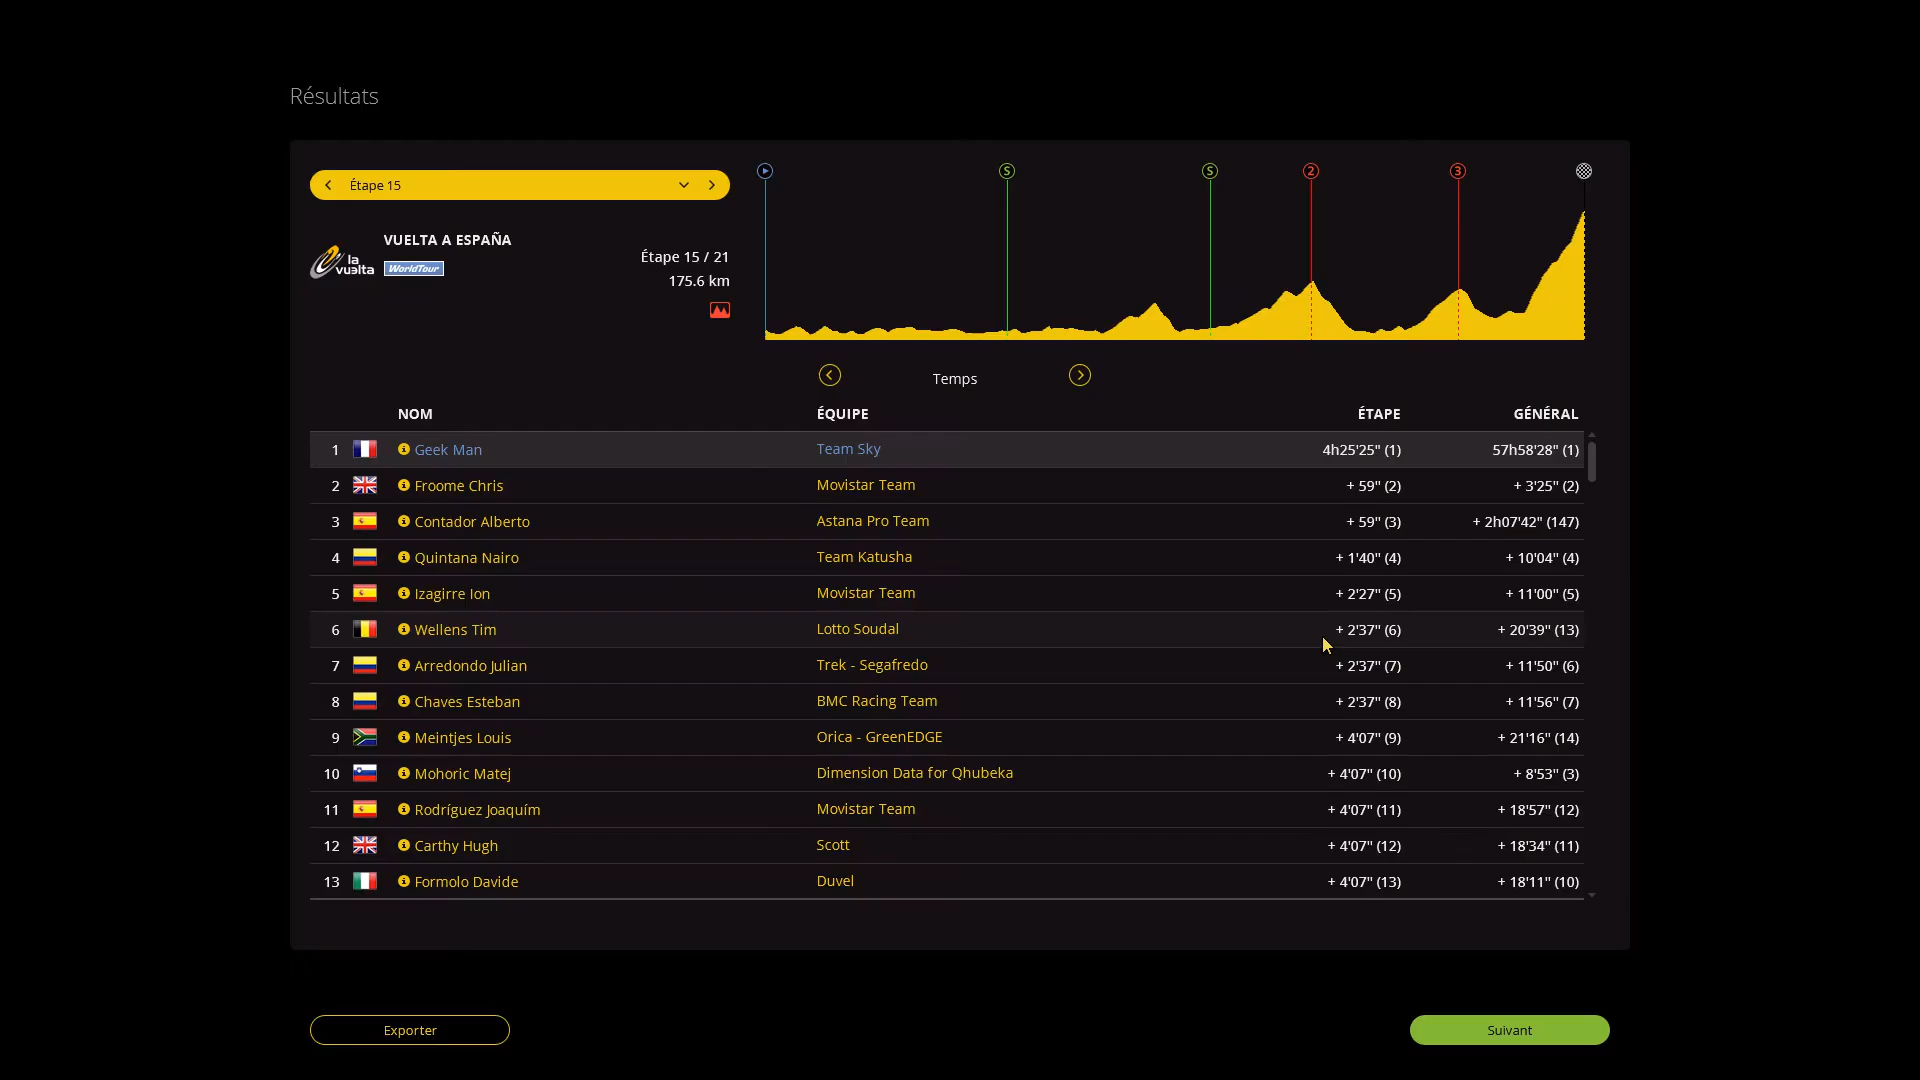 Résultats
Étape 15
S
S
2
3
la vuelta
VUELTA A ESPAÑA
WorldTour
Étape 15 / 21
175.6 km
Temps
NOM ÉQUIPE ÉTAPE GÉNÉRAL
1 Geek Man Team Sky 4h25'25'' (1) 57h58'28'' (1)
2 Froome Chris Movistar Team + 59'' (2) + 3'25'' (2)
3 Contador Alberto Astana Pro Team + 59'' (3) + 2h07'42'' (147)
4 Quintana Nairo Team Katusha + 1'40'' (4) + 10'04'' (4)
5 Izagirre Ion Movistar Team + 2'27'' (5) + 11'00'' (5)
6 Wellens Tim Lotto Soudal + 2'37'' (6) + 20'39'' (13)
7 Arredondo Julian Trek - Segafredo + 2'37'' (7) + 11'50'' (6)
8 Chaves Esteban BMC Racing Team + 2'37'' (8) + 11'56'' (7)
9 Meintjes Louis Orica - GreenEDGE + 4'07'' (9) + 21'16'' (14)
10 Mohoric Matej Dimension Data for Qhubeka + 4'07'' (10) + 8'53'' (3)
11 Rodríguez Joaquím Movistar Team + 4'07'' (11) + 18'57'' (12)
12 Carthy Hugh Scott + 4'07'' (12) + 18'34'' (11)
13 Formolo Davide Duvel + 4'07'' (13) + 18'11'' (10)
Exporter
Suivant